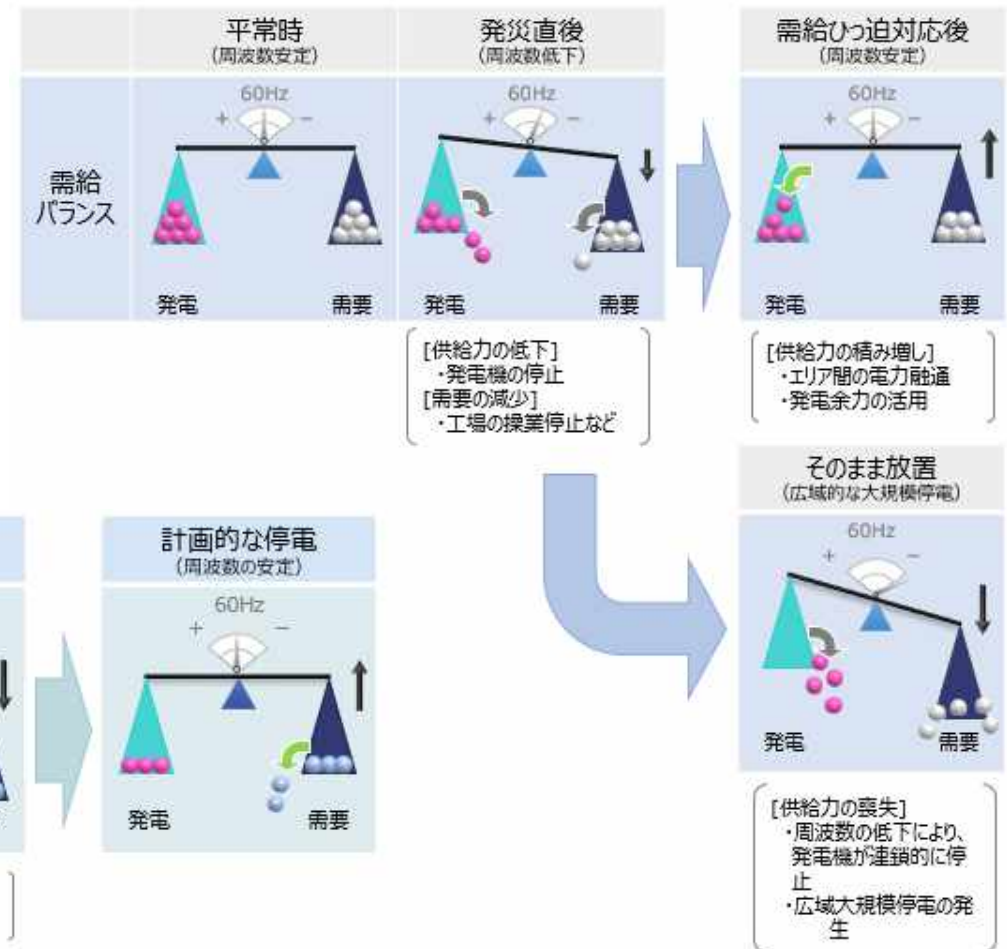 平常時
（周波数安定）
発災直後
（周波数低下）
需給ひっ迫対応後
（周波数安定）
需給
バランス
60Hz
＋
－
発電
需要
60Hz
＋
－
発電
需要
60Hz
＋
－
発電
需要
[供給力の低下]
・発電機の停止
[需要の減少]
・工場の操業停止など
[供給力の積み増し]
・エリア間の電力融通
・発電余力の活用
そのまま放置
（広域的な大規模停電）
60Hz
＋
－
発電
需要
[供給力の喪失]
・周波数の低下により、
発電機が連鎖的に停
止
・広域大規模停電の発
生
計画的な停電
（周波数の安定）
60Hz
＋
－
発電
需要